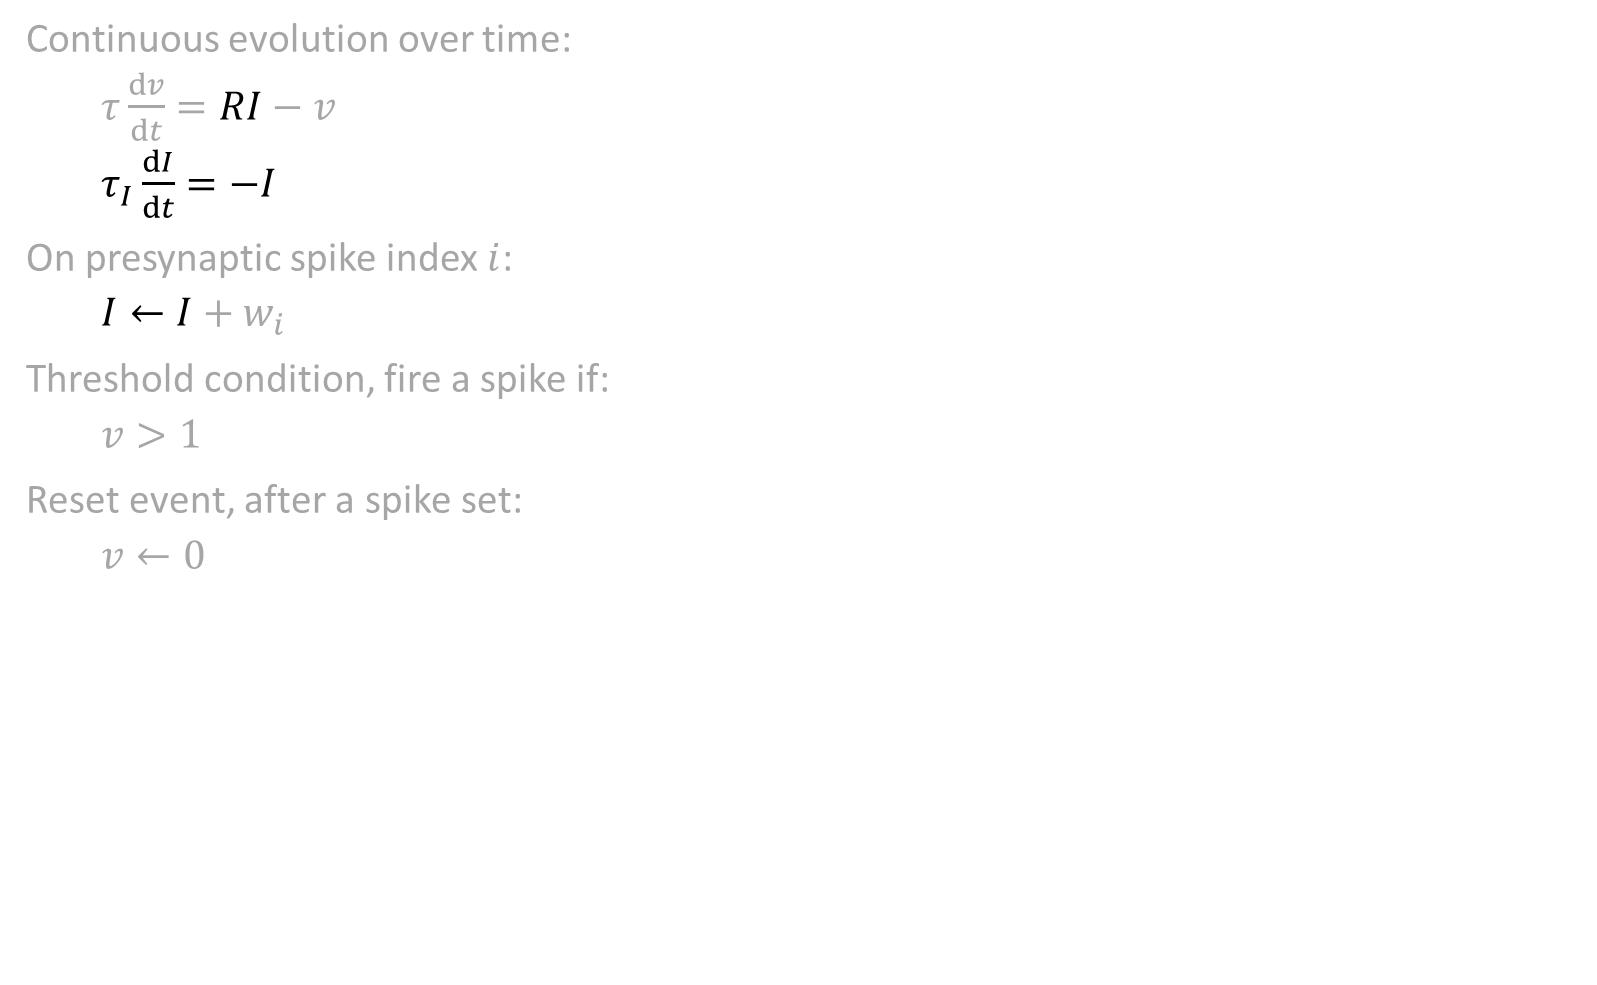 Continuous evolution over time:
τ dv/dt = RI − v
τ_I dI/dt = −I
On presynaptic spike index i:
I ← I + w_i
Threshold condition, fire a spike if:
v > 1
Reset event, after a spike set:
v ← 0